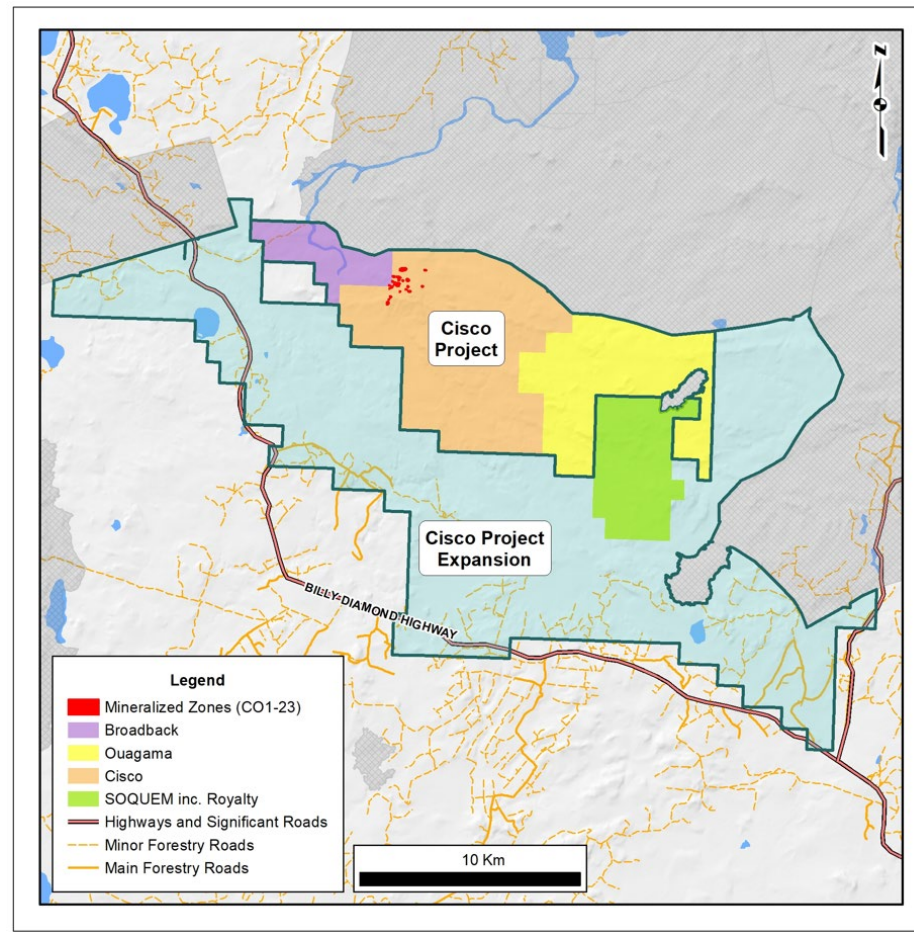 N
Cisco
Project
Cisco Project
Expansion
BILLY-DIAMOND HIGHWAY
Legend
Mineralized Zones (CO1-23)
Broadback
Ouagama
Cisco
SOQUEM inc. Royalty
Highways and Significant Roads
Minor Forestry Roads
Main Forestry Roads
10 Km